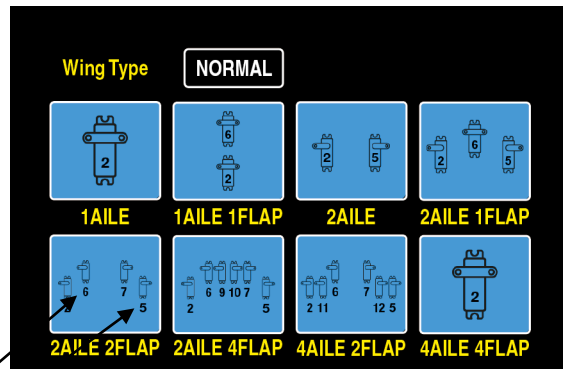 Wing Type NORMAL
2
6
2
2 5
2 6 5
1AILE 1AILE 1FLAP 2AILE 2AILE 1FLAP
6 7 5
2 6 9 10 7 5
2 11 6 7 12 5
2
2AILE 2FLAP 2AILE 4FLAP 4AILE 2FLAP 4AILE 4FLAP